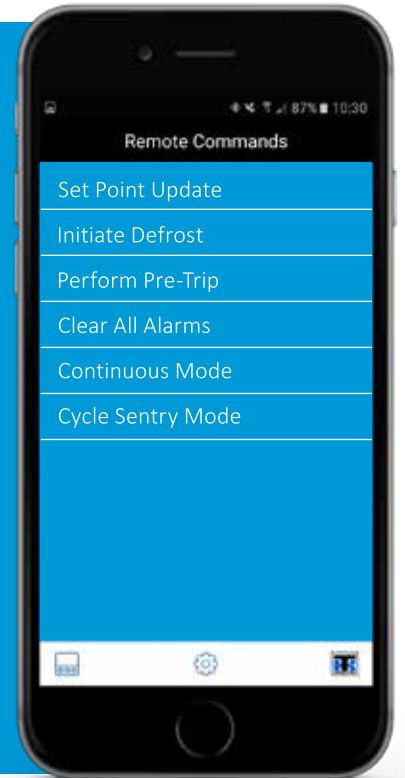 87% 10:30
Remote Commands
Set Point Update
Initiate Defrost
Perform Pre-Trip
Clear All Alarms
Continuous Mode
Cycle Sentry Mode